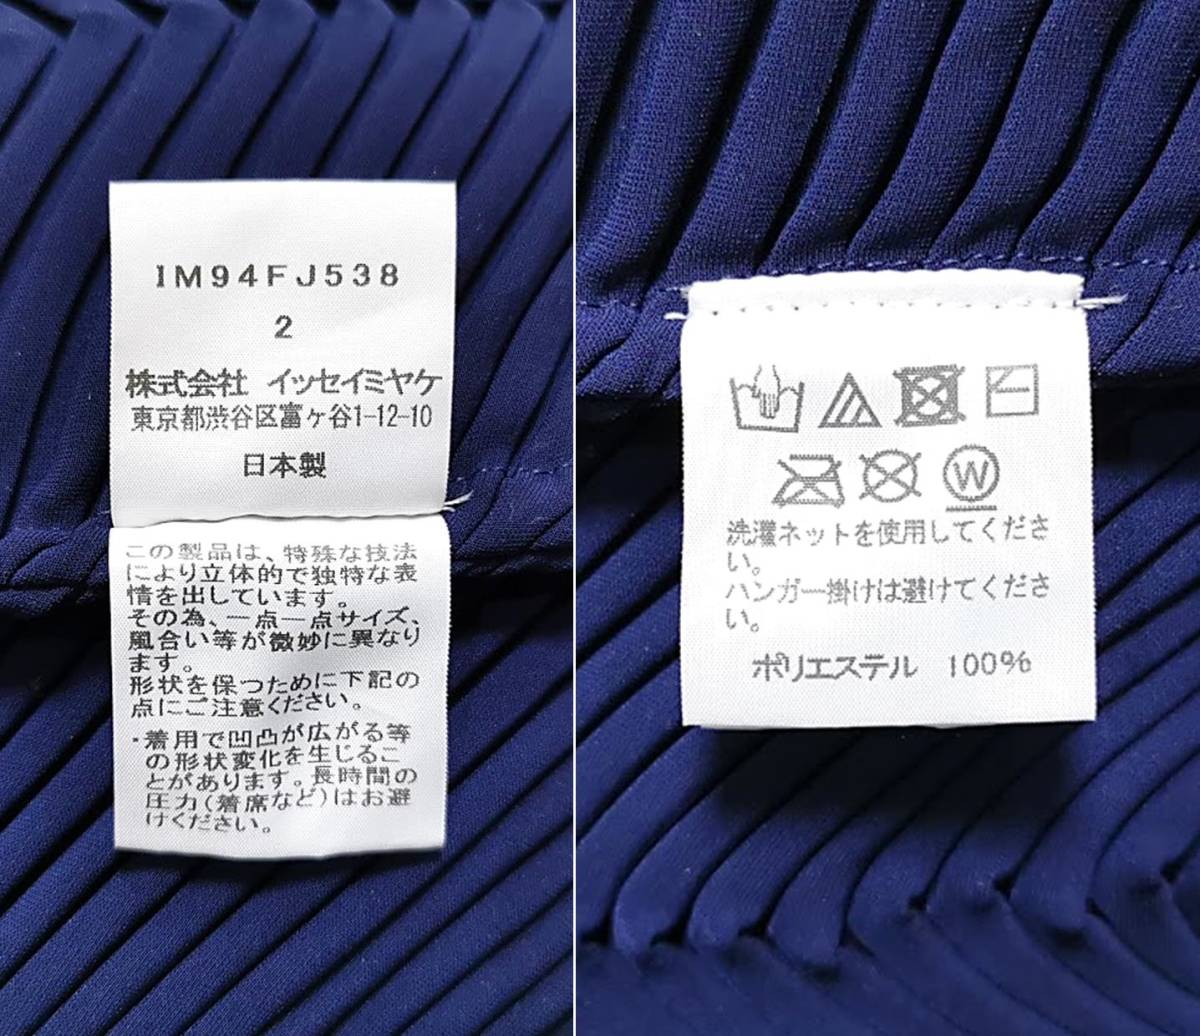 IM94FJ538
2
株式会社 イッセイミヤケ
東京都渋谷区富ヶ谷1-12-10
日本製
この製品は、特殊な技法
により立体的で独特な表
情を出しています。
その為、一点一点サイズ、
風合い等が微妙に異なり
ます。
形状を保つために下記の
点にご注意ください。
・着用で凹凸が広がる等
の形状変化を生じるこ
とがあります。長時間の
圧力(着席など)はお避
けください。
W
洗濯ネットを使用してくださ
い。
ハンガー掛けは避けてくださ
い。
ポリエステル 100%